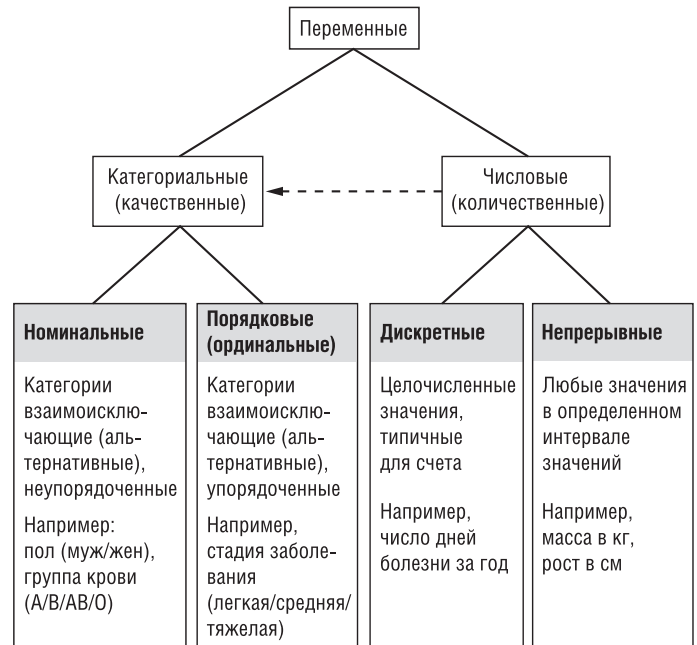 Переменные
Категориальные
(качественные)
Числовые
(количественные)
Номинальные
Категории
взаимоисклю-
чающие (аль-
тернативные),
неупорядоченные
Например:
пол (муж/жен),
группа крови
(А/В/АВ/О)
Порядковые
(ординальные)
Категории
взаимоисклю-
чающие (аль-
тернативные),
упорядоченные
Например,
стадия заболе-
вания
(легкая/средняя/
тяжелая)
Дискретные
Целочисленные
значения,
типичные
для счета
Например,
число дней
болезни за год
Непрерывные
Любые значения
в определенном
интервале
значений
Например,
масса в кг,
рост в см